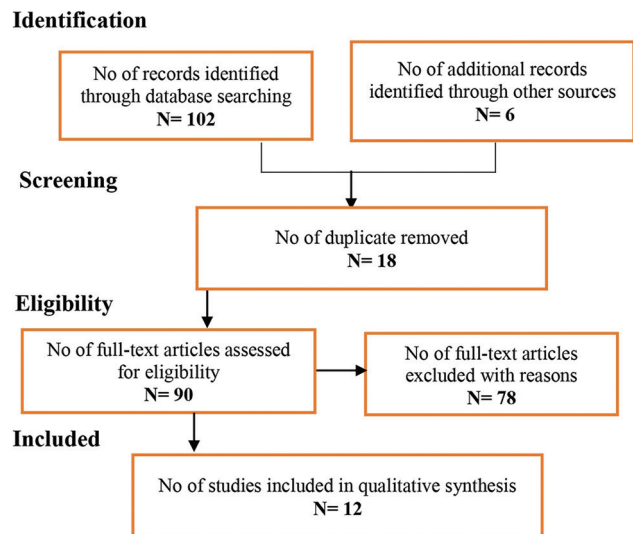 Identification
No of records identified
through database searching
N= 102
No of additional records
identified through other sources
N= 6
Screening
No of duplicate removed
N= 18
Eligibility
No of full-text articles assessed
for eligibility
N= 90
No of full-text articles
excluded with reasons
N= 78
Included
No of studies included in qualitative synthesis
N= 12